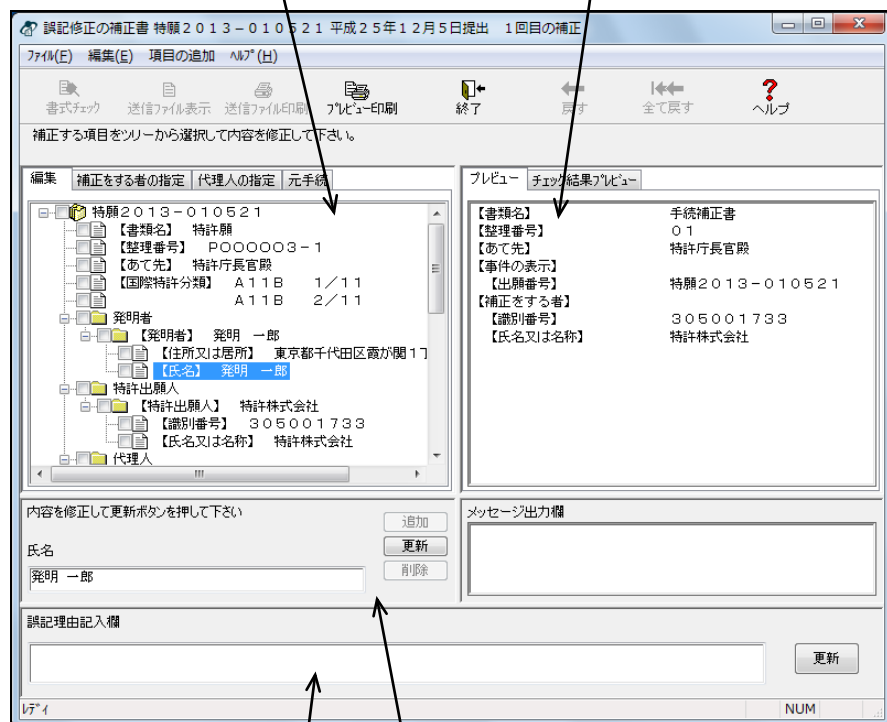 誤記修正の補正書 特願２０１３－０１０５２１ 平成２５年１２月５日提出 １回目の補正
ﾌｧｲﾙ(F) 編集(E) 項目の追加 ﾍﾙﾌﾟ(H)
書式ﾁｪｯｸ 送信ﾌｧｲﾙ表示 送信ﾌｧｲﾙ印刷 ﾌﾟﾚﾋﾞｭｰ印刷 終了 戻す 全て戻す ヘルプ
補正する項目をツリーから選択して内容を修正して下さい。
編集 補正をする者の指定 代理人の指定 元手続
特願２０１３－０１０５２１
【書類名】 特許願
【整理番号】 Ｐ００００３－１
【あて先】 特許庁長官殿
【国際特許分類】 Ａ１１Ｂ １／１１
Ａ１１Ｂ ２／１１
発明者
【発明者】 発明 一郎
【住所又は居所】 東京都千代田区霞が関１丁
【氏名】 発明 一郎
特許出願人
【特許出願人】 特許株式会社
【識別番号】 ３０５００１７３３
【氏名又は名称】 特許株式会社
代理人
プレビュー チェック結果ﾌﾟﾚﾋﾞｭｰ
【書類名】 手続補正書
【整理番号】 ０１
【あて先】 特許庁長官殿
【事件の表示】
【出願番号】 特願２０１３－０１０５２１
【補正をする者】
【識別番号】 ３０５００１７３３
【氏名又は名称】 特許株式会社
内容を修正して更新ボタンを押して下さい
追加
氏名
更新
発明 一郎
削除
メッセージ出力欄
誤記理由記入欄
更新
ﾚﾃﾞｨ NUM